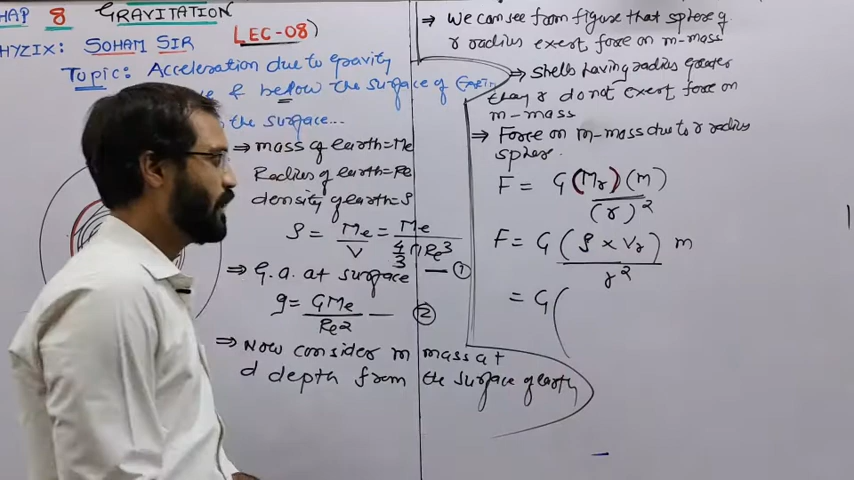 HAP 8 GRAVITATION
HYZIX: SOHAM SIR LEC-08)
Topic: Acceleration due to gravity
ve & below the surface of Earth
the surface...
⇒ mass of earth = Me
Radius of earth = Re
density of earth = ρ
ρ = Me/V = Me/(4/3 π Re³)
⇒ G.a. at surface — ①
g = GMe/Re2 — ②
⇒ Now consider m mass at
d depth from the surface of earth
⇒ We can see from figure that sphere of
r radius exert force on m-mass
⇒ shells having radius greater
than r do not exert force on
m-mass
⇒ Force on m-mass due to r radius
sphere.
F = G (Mr) (m)/(r)²
F = G (ρ × Vr) m/r²
= G (